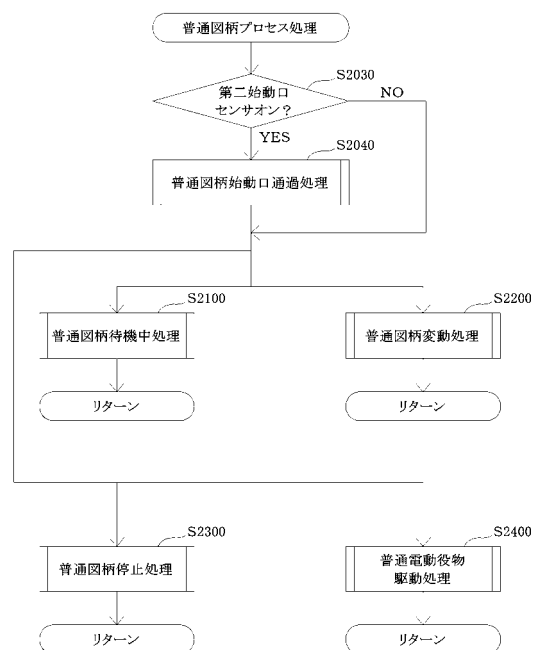 普通図柄プロセス処理
S2030
第二始動口
センサオン？
NO
YES
S2040
普通図柄始動口通過処理
S2100
S2200
普通図柄待機中処理
普通図柄変動処理
リターン
リターン
S2300
S2400
普通図柄停止処理
普通電動役物
駆動処理
リターン
リターン